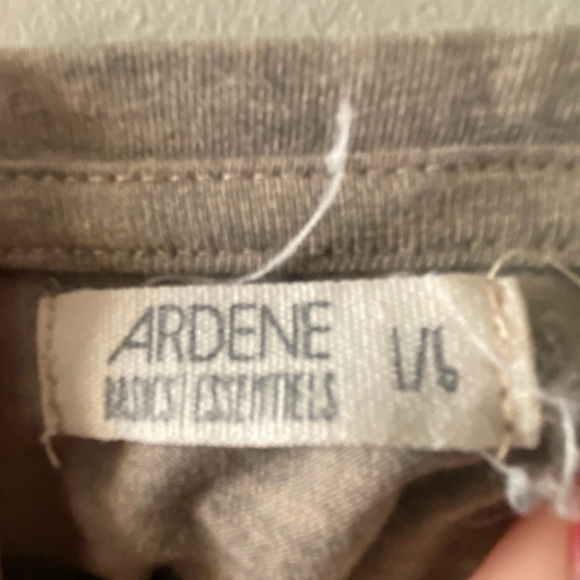 ARDENE
BASICS | ESSENTIELS
L/G